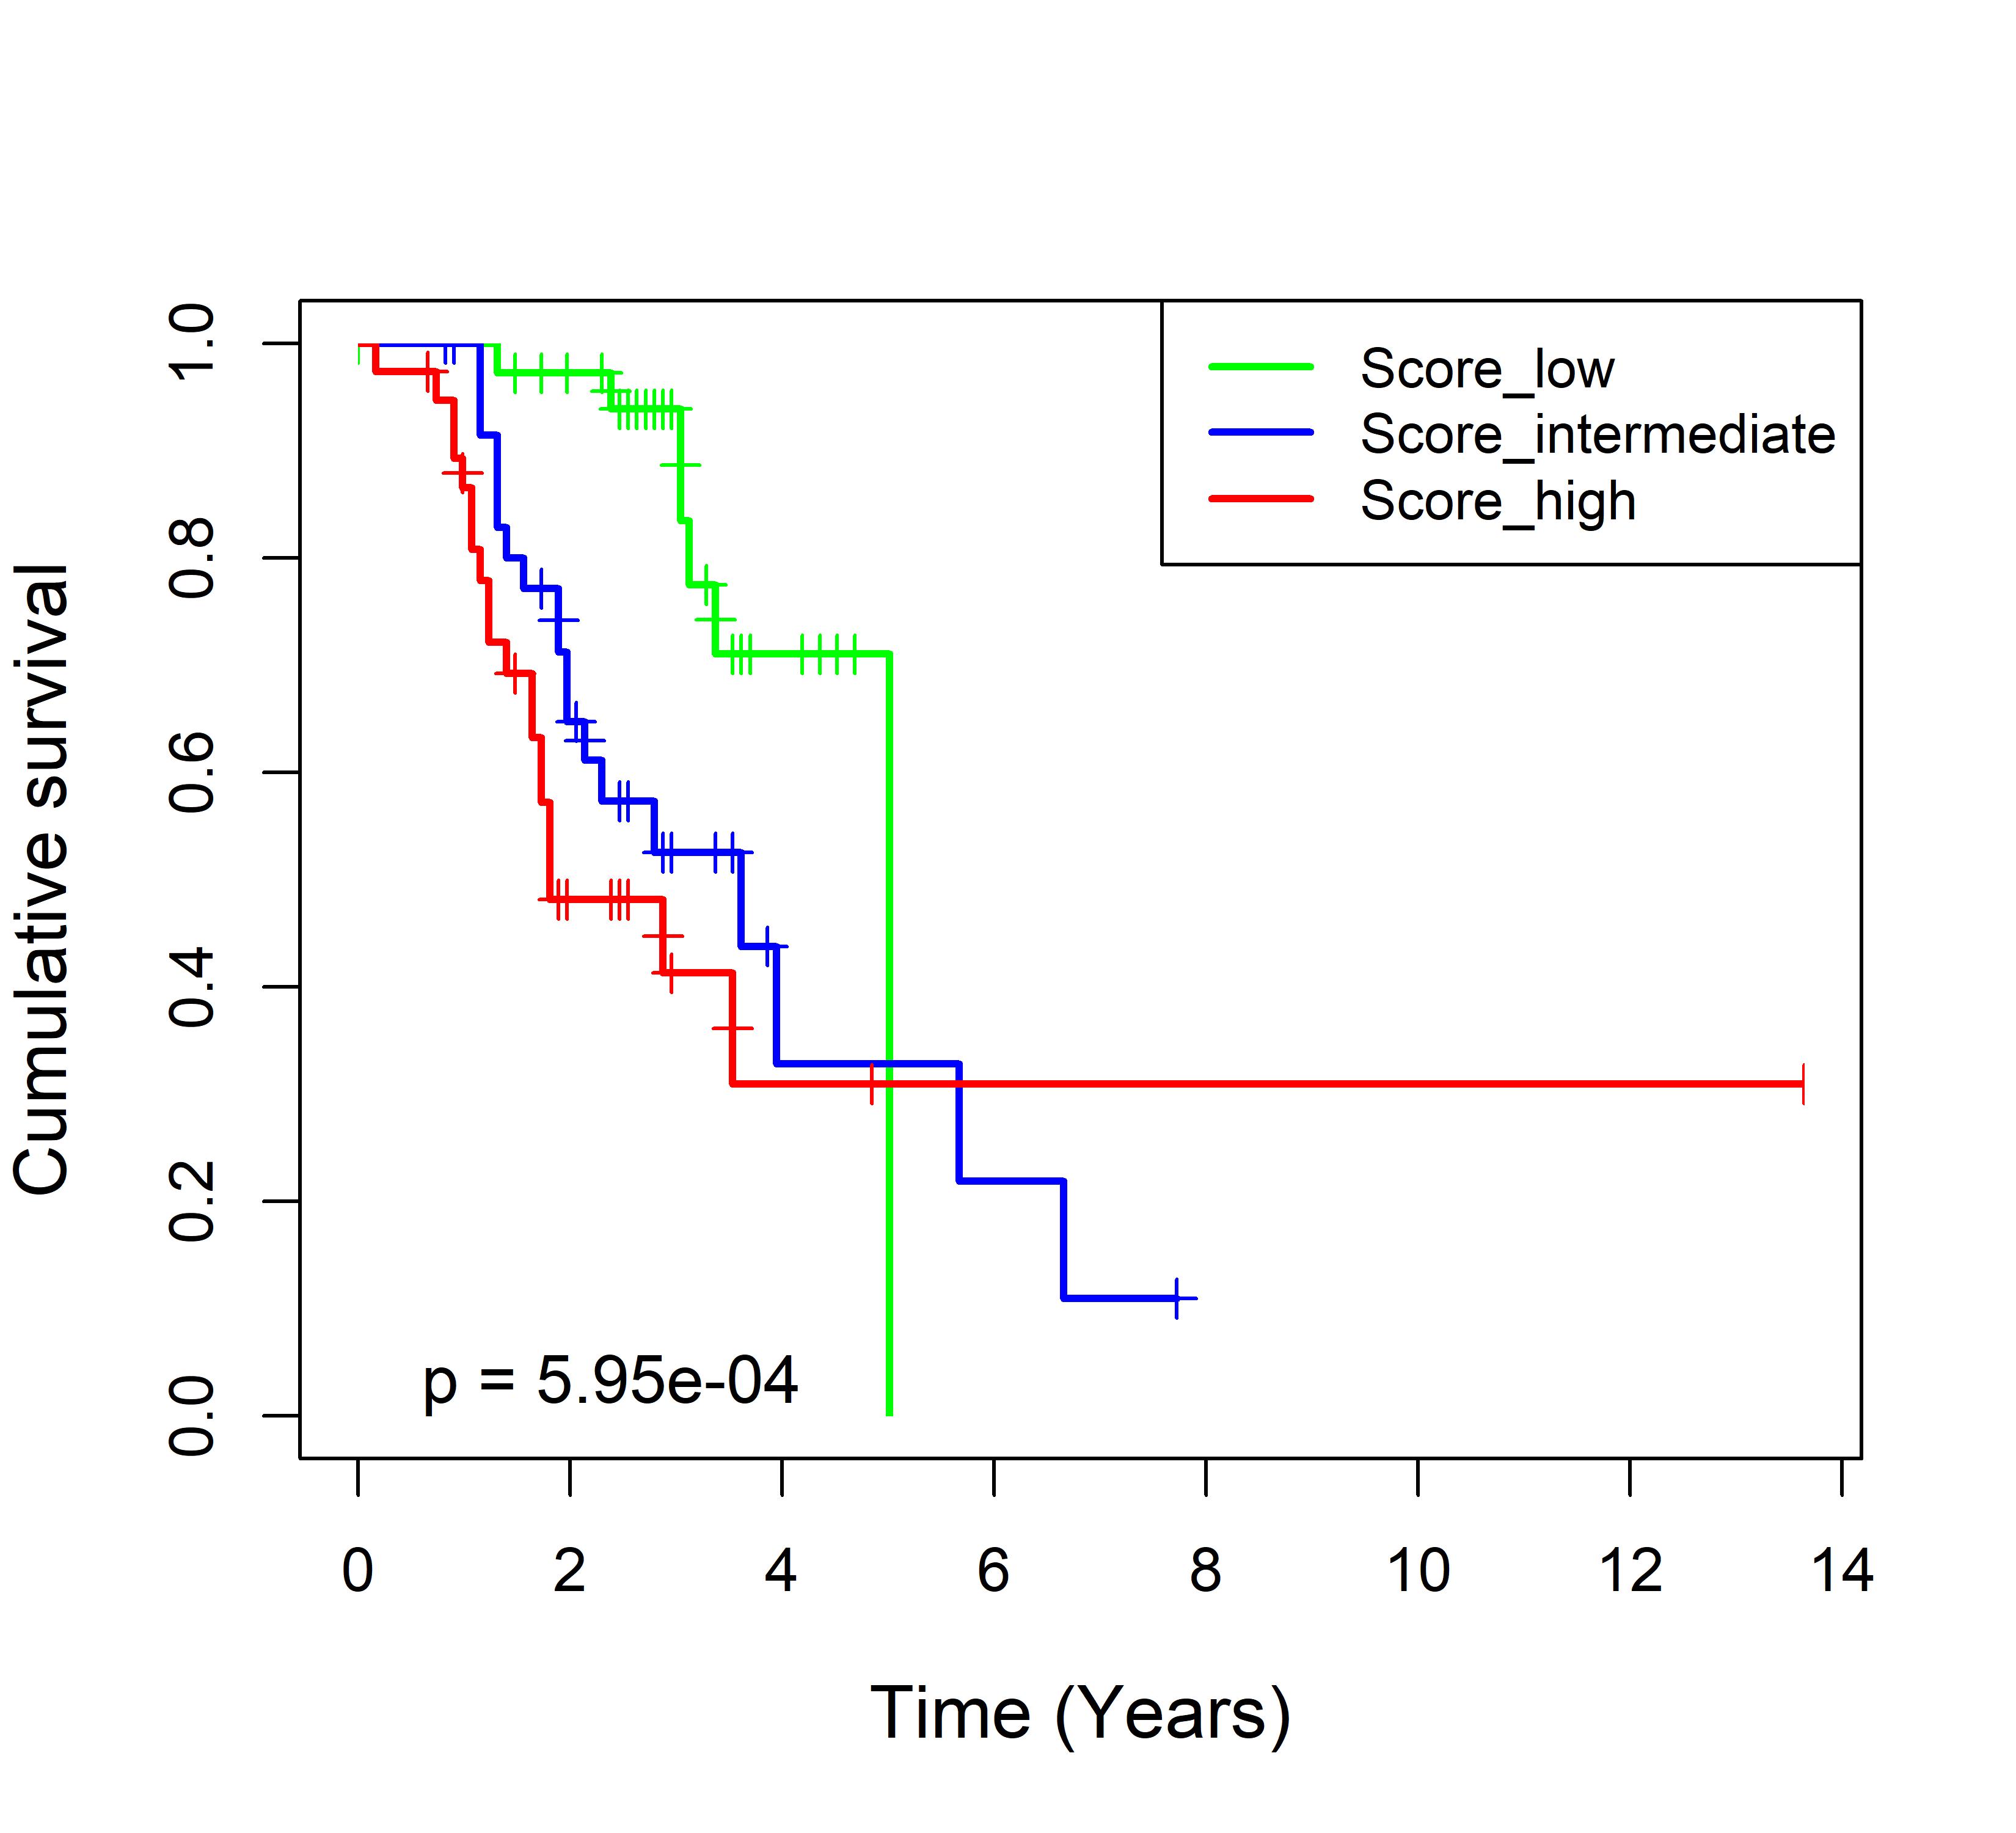 Score_low
Score_intermediate
Score_high
Cumulative survival
1.0
0.8
0.6
0.4
0.2
0.0
p = 5.95e-04
0 2 4 6 8 10 12 14
Time (Years)